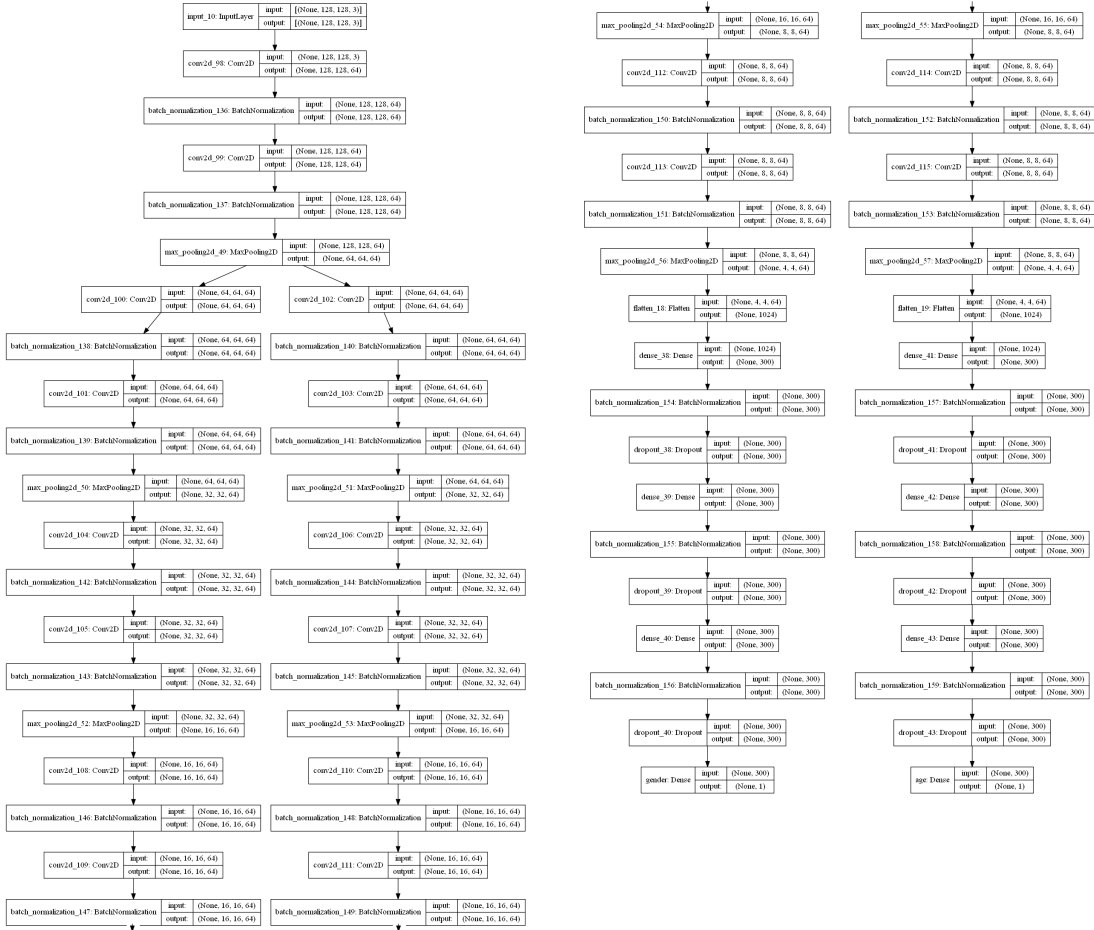 input_10: InputLayer
input: [(None, 128, 128, 3)]
output: [(None, 128, 128, 3)]
conv2d_98: Conv2D
input: (None, 128, 128, 3)
output: (None, 128, 128, 64)
batch_normalization_136: BatchNormalization
input: (None, 128, 128, 64)
output: (None, 128, 128, 64)
conv2d_99: Conv2D
input: (None, 128, 128, 64)
output: (None, 128, 128, 64)
batch_normalization_137: BatchNormalization
input: (None, 128, 128, 64)
output: (None, 128, 128, 64)
max_pooling2d_49: MaxPooling2D
input: (None, 128, 128, 64)
output: (None, 64, 64, 64)
conv2d_100: Conv2D
input: (None, 64, 64, 64)
output: (None, 64, 64, 64)
conv2d_102: Conv2D
input: (None, 64, 64, 64)
output: (None, 64, 64, 64)
batch_normalization_138: BatchNormalization
input: (None, 64, 64, 64)
output: (None, 64, 64, 64)
batch_normalization_140: BatchNormalization
input: (None, 64, 64, 64)
output: (None, 64, 64, 64)
conv2d_101: Conv2D
input: (None, 64, 64, 64)
output: (None, 64, 64, 64)
conv2d_103: Conv2D
input: (None, 64, 64, 64)
output: (None, 64, 64, 64)
batch_normalization_139: BatchNormalization
input: (None, 64, 64, 64)
output: (None, 64, 64, 64)
batch_normalization_141: BatchNormalization
input: (None, 64, 64, 64)
output: (None, 64, 64, 64)
max_pooling2d_50: MaxPooling2D
input: (None, 64, 64, 64)
output: (None, 32, 32, 64)
max_pooling2d_51: MaxPooling2D
input: (None, 64, 64, 64)
output: (None, 32, 32, 64)
conv2d_104: Conv2D
input: (None, 32, 32, 64)
output: (None, 32, 32, 64)
conv2d_106: Conv2D
input: (None, 32, 32, 64)
output: (None, 32, 32, 64)
batch_normalization_142: BatchNormalization
input: (None, 32, 32, 64)
output: (None, 32, 32, 64)
batch_normalization_144: BatchNormalization
input: (None, 32, 32, 64)
output: (None, 32, 32, 64)
conv2d_105: Conv2D
input: (None, 32, 32, 64)
output: (None, 32, 32, 64)
conv2d_107: Conv2D
input: (None, 32, 32, 64)
output: (None, 32, 32, 64)
batch_normalization_143: BatchNormalization
input: (None, 32, 32, 64)
output: (None, 32, 32, 64)
batch_normalization_145: BatchNormalization
input: (None, 32, 32, 64)
output: (None, 32, 32, 64)
max_pooling2d_52: MaxPooling2D
input: (None, 32, 32, 64)
output: (None, 16, 16, 64)
max_pooling2d_53: MaxPooling2D
input: (None, 32, 32, 64)
output: (None, 16, 16, 64)
conv2d_108: Conv2D
input: (None, 16, 16, 64)
output: (None, 16, 16, 64)
conv2d_110: Conv2D
input: (None, 16, 16, 64)
output: (None, 16, 16, 64)
batch_normalization_146: BatchNormalization
input: (None, 16, 16, 64)
output: (None, 16, 16, 64)
batch_normalization_148: BatchNormalization
input: (None, 16, 16, 64)
output: (None, 16, 16, 64)
conv2d_109: Conv2D
input: (None, 16, 16, 64)
output: (None, 16, 16, 64)
conv2d_111: Conv2D
input: (None, 16, 16, 64)
output: (None, 16, 16, 64)
batch_normalization_147: BatchNormalization
input: (None, 16, 16, 64)
output: (None, 16, 16, 64)
batch_normalization_149: BatchNormalization
input: (None, 16, 16, 64)
output: (None, 16, 16, 64)
max_pooling2d_54: MaxPooling2D
input: (None, 16, 16, 64)
output: (None, 8, 8, 64)
max_pooling2d_55: MaxPooling2D
input: (None, 16, 16, 64)
output: (None, 8, 8, 64)
conv2d_112: Conv2D
input: (None, 8, 8, 64)
output: (None, 8, 8, 64)
conv2d_114: Conv2D
input: (None, 8, 8, 64)
output: (None, 8, 8, 64)
batch_normalization_150: BatchNormalization
input: (None, 8, 8, 64)
output: (None, 8, 8, 64)
batch_normalization_152: BatchNormalization
input: (None, 8, 8, 64)
output: (None, 8, 8, 64)
conv2d_113: Conv2D
input: (None, 8, 8, 64)
output: (None, 8, 8, 64)
conv2d_115: Conv2D
input: (None, 8, 8, 64)
output: (None, 8, 8, 64)
batch_normalization_151: BatchNormalization
input: (None, 8, 8, 64)
output: (None, 8, 8, 64)
batch_normalization_153: BatchNormalization
input: (None, 8, 8, 64)
output: (None, 8, 8, 64)
max_pooling2d_56: MaxPooling2D
input: (None, 8, 8, 64)
output: (None, 4, 4, 64)
max_pooling2d_57: MaxPooling2D
input: (None, 8, 8, 64)
output: (None, 4, 4, 64)
flatten_18: Flatten
input: (None, 4, 4, 64)
output: (None, 1024)
flatten_19: Flatten
input: (None, 4, 4, 64)
output: (None, 1024)
dense_38: Dense
input: (None, 1024)
output: (None, 300)
dense_41: Dense
input: (None, 1024)
output: (None, 300)
batch_normalization_154: BatchNormalization
input: (None, 300)
output: (None, 300)
batch_normalization_157: BatchNormalization
input: (None, 300)
output: (None, 300)
dropout_38: Dropout
input: (None, 300)
output: (None, 300)
dropout_41: Dropout
input: (None, 300)
output: (None, 300)
dense_39: Dense
input: (None, 300)
output: (None, 300)
dense_42: Dense
input: (None, 300)
output: (None, 300)
batch_normalization_155: BatchNormalization
input: (None, 300)
output: (None, 300)
batch_normalization_158: BatchNormalization
input: (None, 300)
output: (None, 300)
dropout_39: Dropout
input: (None, 300)
output: (None, 300)
dropout_42: Dropout
input: (None, 300)
output: (None, 300)
dense_40: Dense
input: (None, 300)
output: (None, 300)
dense_43: Dense
input: (None, 300)
output: (None, 300)
batch_normalization_156: BatchNormalization
input: (None, 300)
output: (None, 300)
batch_normalization_159: BatchNormalization
input: (None, 300)
output: (None, 300)
dropout_40: Dropout
input: (None, 300)
output: (None, 300)
dropout_43: Dropout
input: (None, 300)
output: (None, 300)
gender: Dense
input: (None, 300)
output: (None, 1)
age: Dense
input: (None, 300)
output: (None, 1)